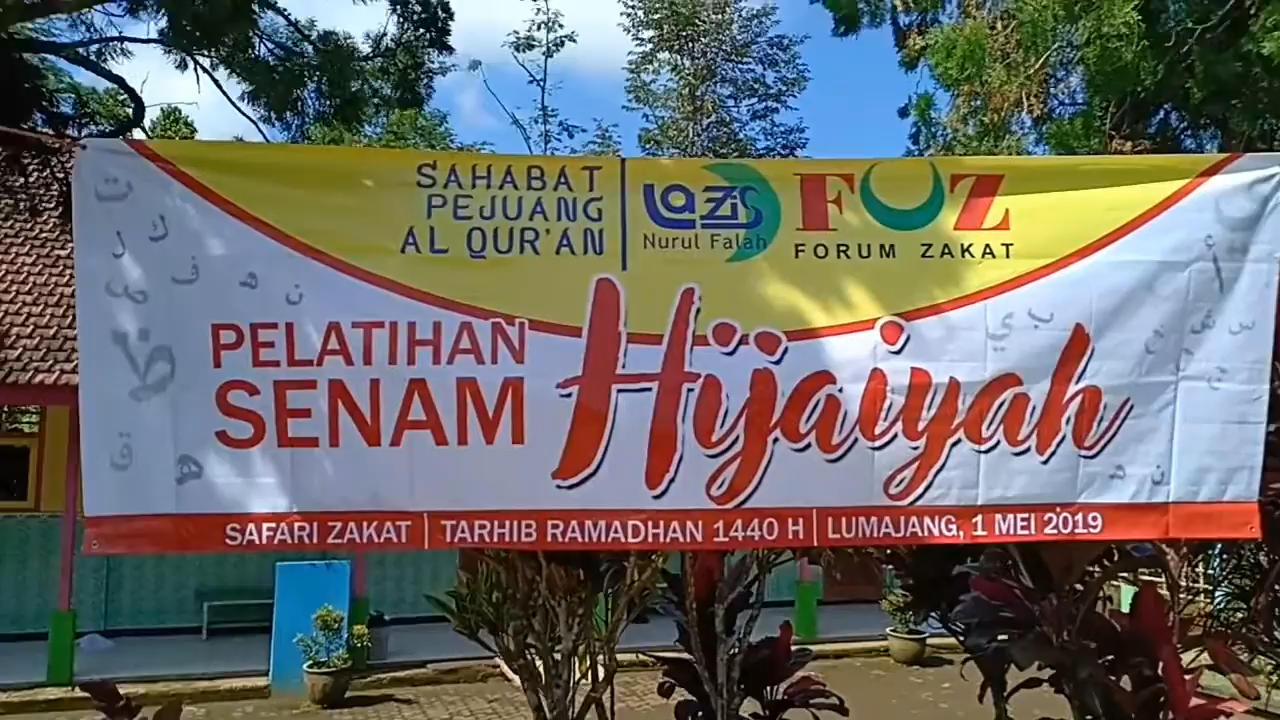 SAHABAT
PEJUANG
AL QUR'AN
LAZIS
Nurul Falah
FOZ
FORUM ZAKAT
PELATIHAN
SENAM
Hijaiyah
SAFARI ZAKAT | TARHIB RAMADHAN 1440 H | LUMAJANG, 1 MEI 2019